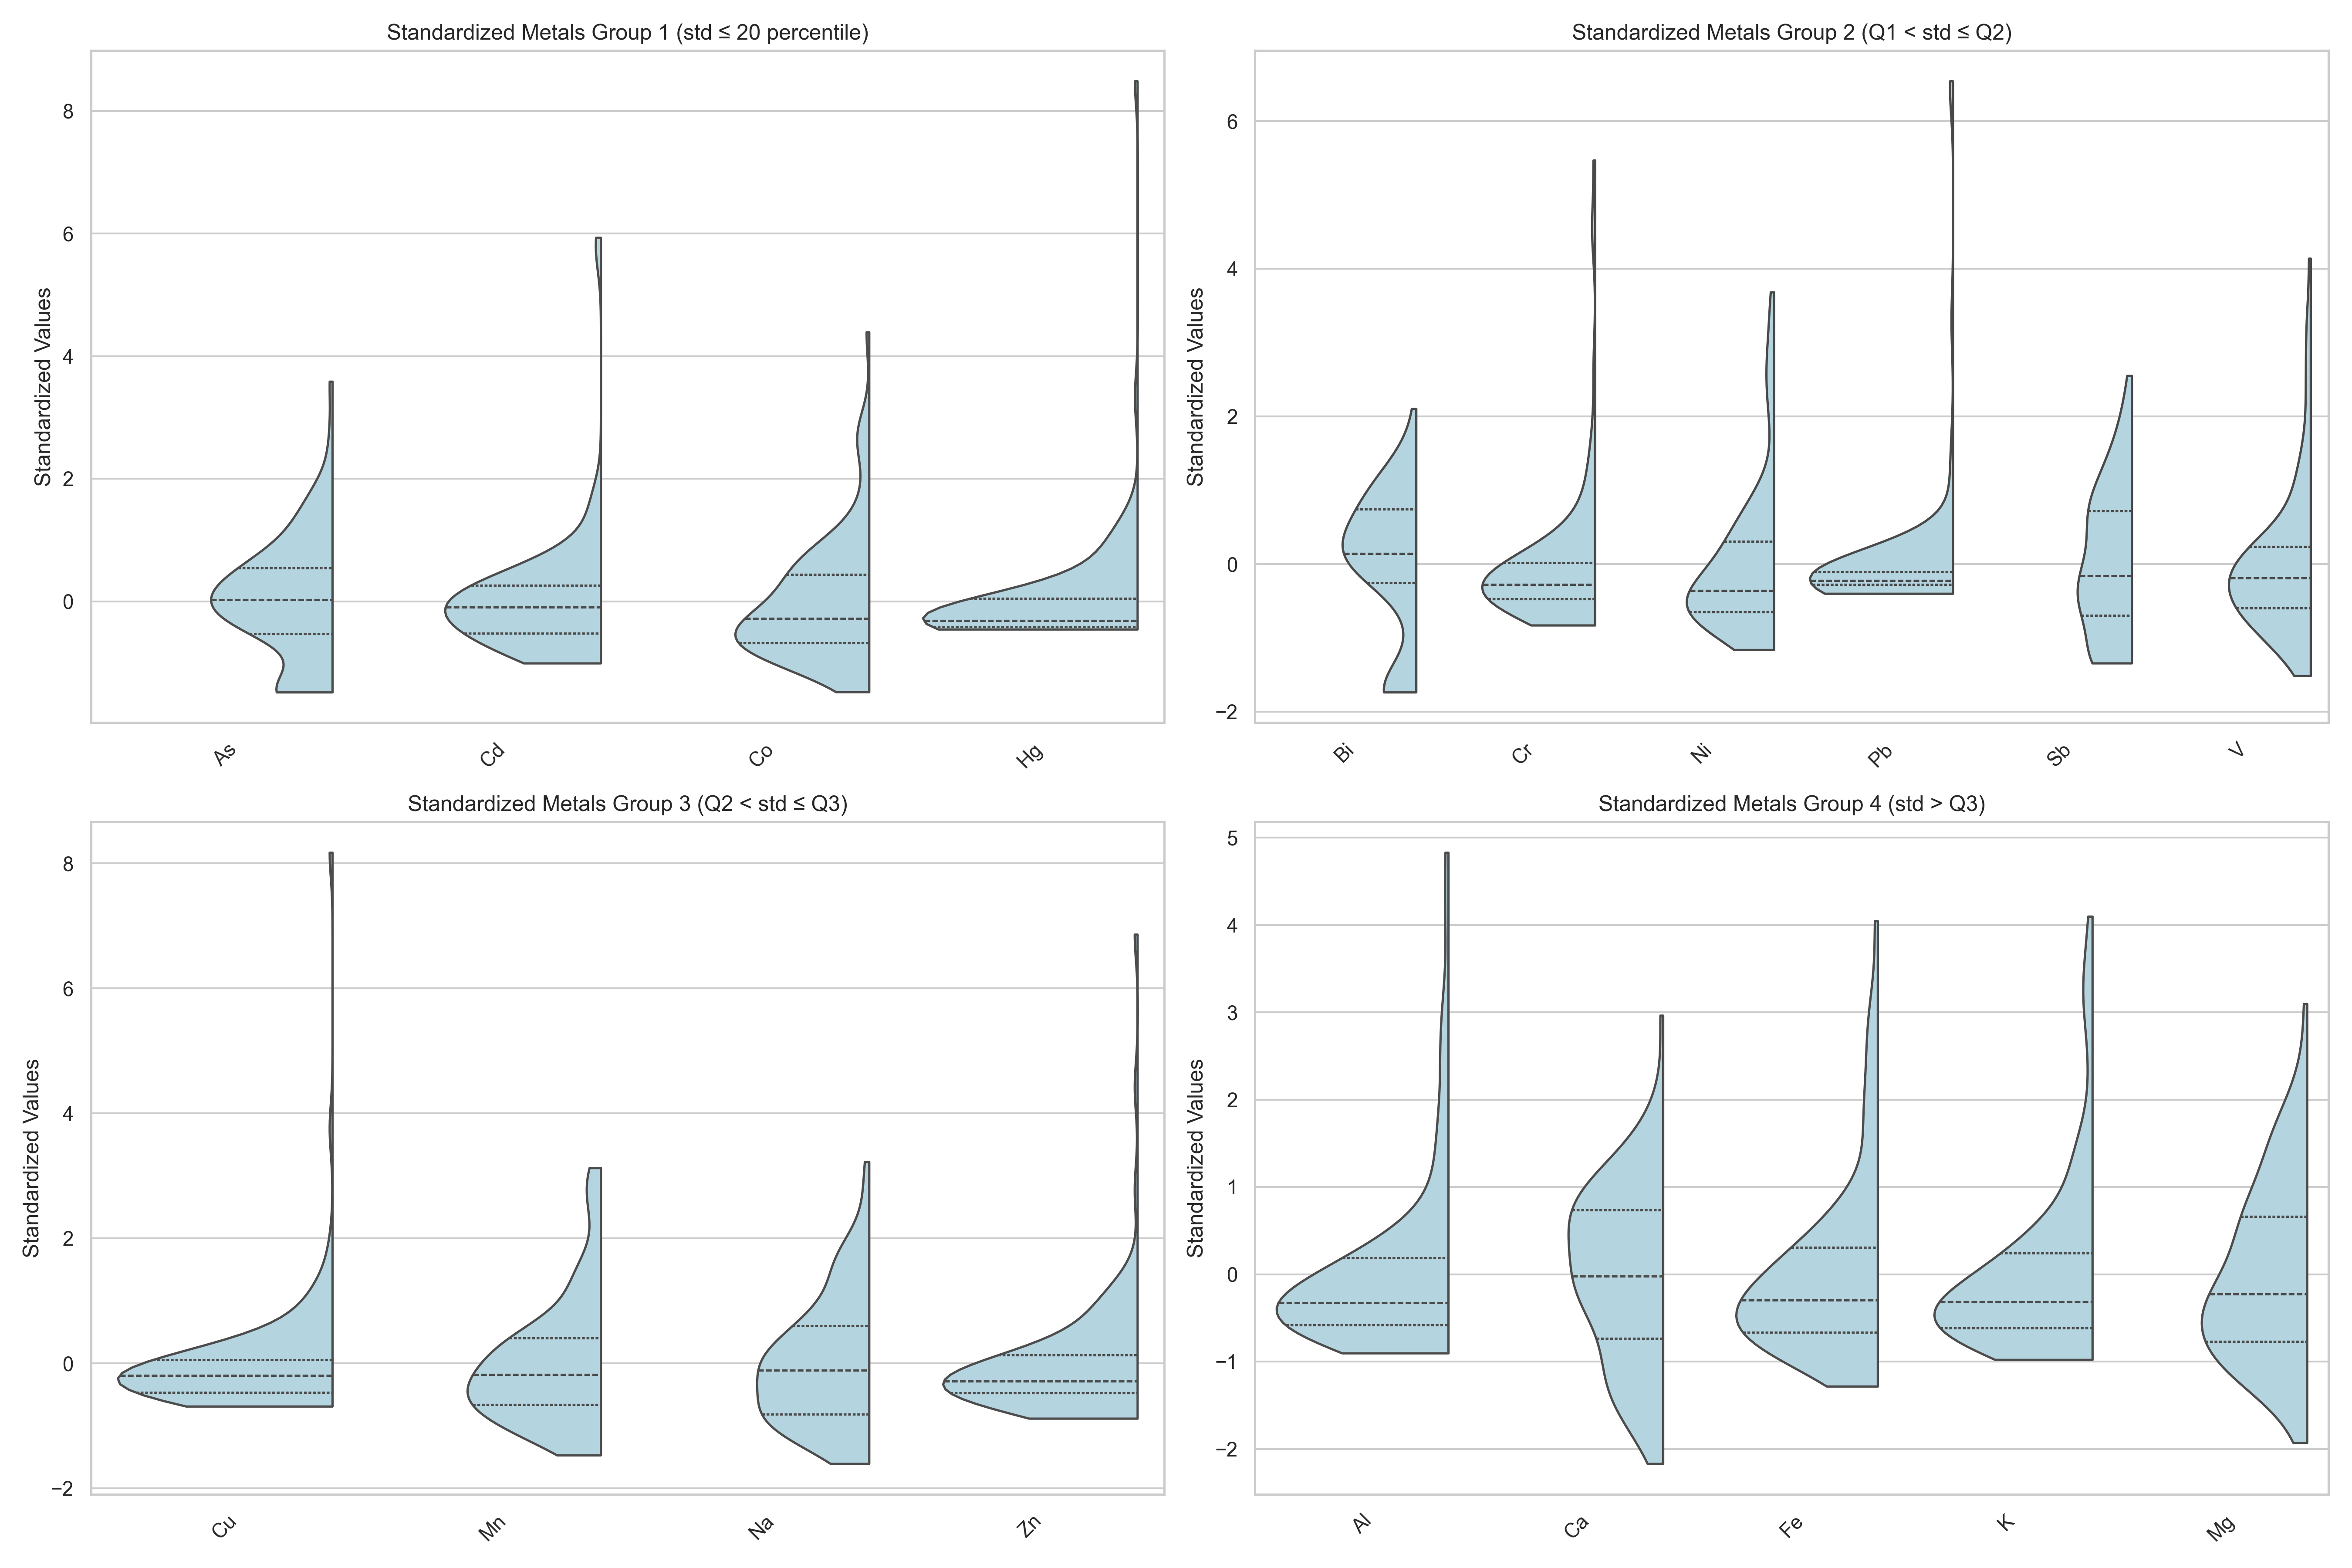 Standardized Metals Group 1 (std ≤ 20 percentile)
Standardized Values
8
6
4
2
0
As Cd Co Hg
Standardized Metals Group 2 (Q1 < std ≤ Q2)
Standardized Values
6
4
2
0
−2
Bi Cr Ni Pb Sb V
Standardized Metals Group 3 (Q2 < std ≤ Q3)
Standardized Values
8
6
4
2
0
−2
Cu Mn Na Zn
Standardized Metals Group 4 (std > Q3)
Standardized Values
5
4
3
2
1
0
−1
−2
Al Ca Fe K Mg